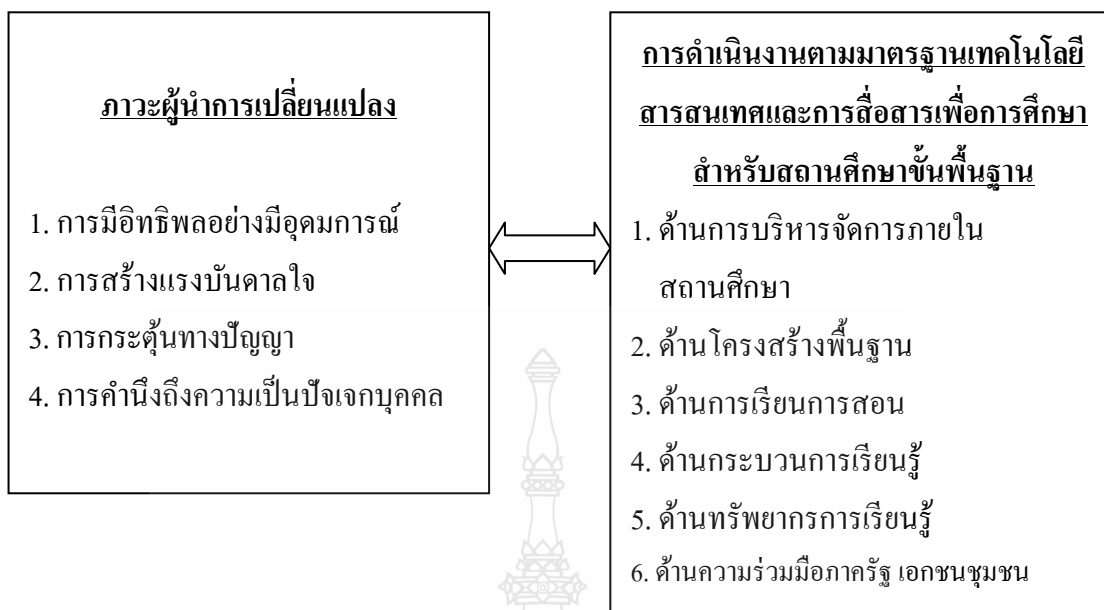 ภาวะผู้นำการเปลี่ยนแปลง
1. การมีอิทธิพลอย่างมีอุดมการณ์
2. การสร้างแรงบันดาลใจ
3. การกระตุ้นทางปัญญา
4. การคำนึงถึงความเป็นปัจเจกบุคคล
การดำเนินงานตามมาตรฐานเทคโนโลยี
สารสนเทศและการสื่อสารเพื่อการศึกษา
สำหรับสถานศึกษาขั้นพื้นฐาน
1. ด้านการบริหารจัดการภายใน
สถานศึกษา
2. ด้านโครงสร้างพื้นฐาน
3. ด้านการเรียนการสอน
4. ด้านกระบวนการเรียนรู้
5. ด้านทรัพยากรการเรียนรู้
6. ด้านความร่วมมือภาครัฐ เอกชนชุมชน